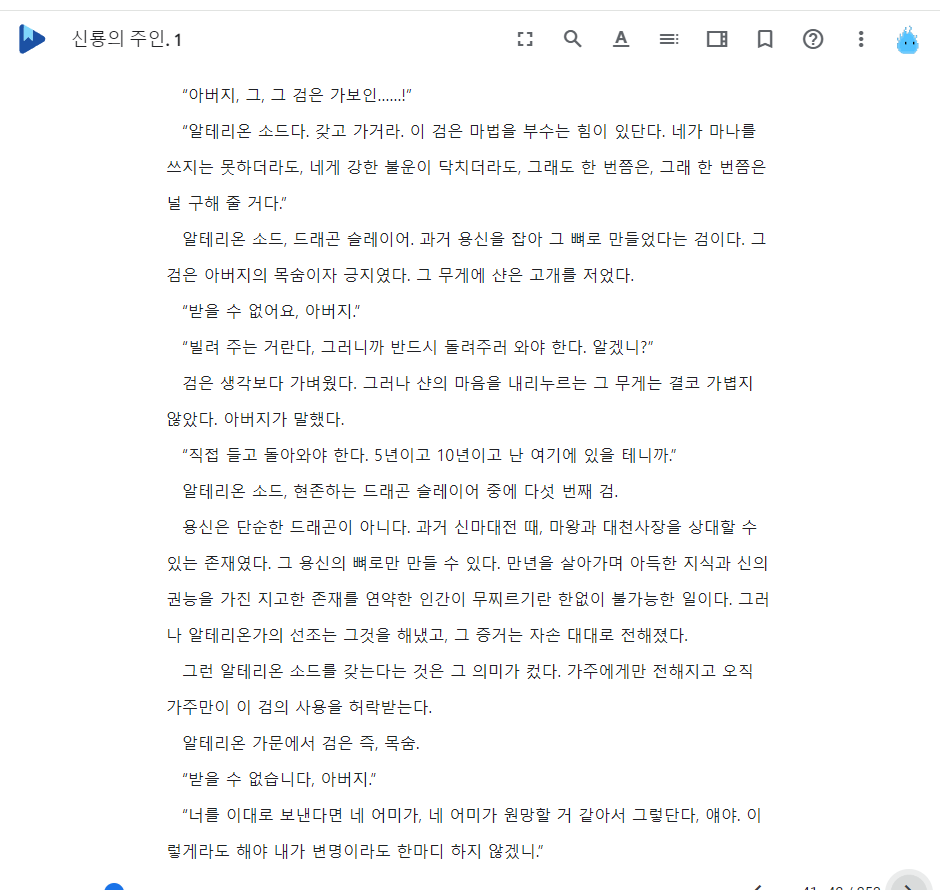 신룡의 주인. 1
“아버지, 그, 그 검은 가보인......!”
“알테리온 소드다. 갖고 가거라. 이 검은 마법을 부수는 힘이 있단다. 네가 마나를
쓰지는 못하더라도, 네게 강한 불운이 닥치더라도, 그래도 한 번쯤은, 그래 한 번쯤은
널 구해 줄 거다.”
알테리온 소드, 드래곤 슬레이어. 과거 용신을 잡아 그 뼈로 만들었다는 검이다. 그
검은 아버지의 목숨이자 긍지였다. 그 무게에 샨은 고개를 저었다.
“받을 수 없어요, 아버지.”
“빌려 주는 거란다, 그러니까 반드시 돌려주러 와야 한다. 알겠니?”
검은 생각보다 가벼웠다. 그러나 샨의 마음을 내리누르는 그 무게는 결코 가볍지
않았다. 아버지가 말했다.
“직접 들고 돌아와야 한다. 5년이고 10년이고 난 여기에 있을 테니까.”
알테리온 소드, 현존하는 드래곤 슬레이어 중에 다섯 번째 검.
용신은 단순한 드래곤이 아니다. 과거 신마대전 때, 마왕과 대천사장을 상대할 수
있는 존재였다. 그 용신의 뼈로만 만들 수 있다. 만년을 살아가며 아득한 지식과 신의
권능을 가진 지고한 존재를 연약한 인간이 무찌르기란 한없이 불가능한 일이다. 그러
나 알테리온가의 선조는 그것을 해냈고, 그 증거는 자손 대대로 전해졌다.
그런 알테리온 소드를 갖는다는 것은 그 의미가 컸다. 가주에게만 전해지고 오직
가주만이 이 검의 사용을 허락받는다.
알테리온 가문에서 검은 즉, 목숨.
“받을 수 없습니다, 아버지.”
“너를 이대로 보낸다면 네 어미가, 네 어미가 원망할 거 같아서 그렇단다, 얘야. 이
렇게라도 해야 내가 변명이라도 한마디 하지 않겠니.”